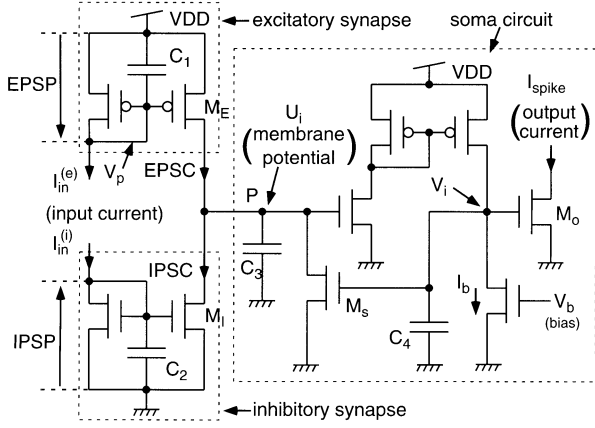 VDD
excitatory synapse
soma circuit
C1
EPSP
ME
VDD
Ispike
(output current)
Ui
(membrane potential)
Vp
Iin(e)
EPSC
P
Vi
Mo
(input current)
Iin(i)
IPSC
C3
Ms
Ib
Vb
(bias)
C4
MI
IPSP
C2
inhibitory synapse